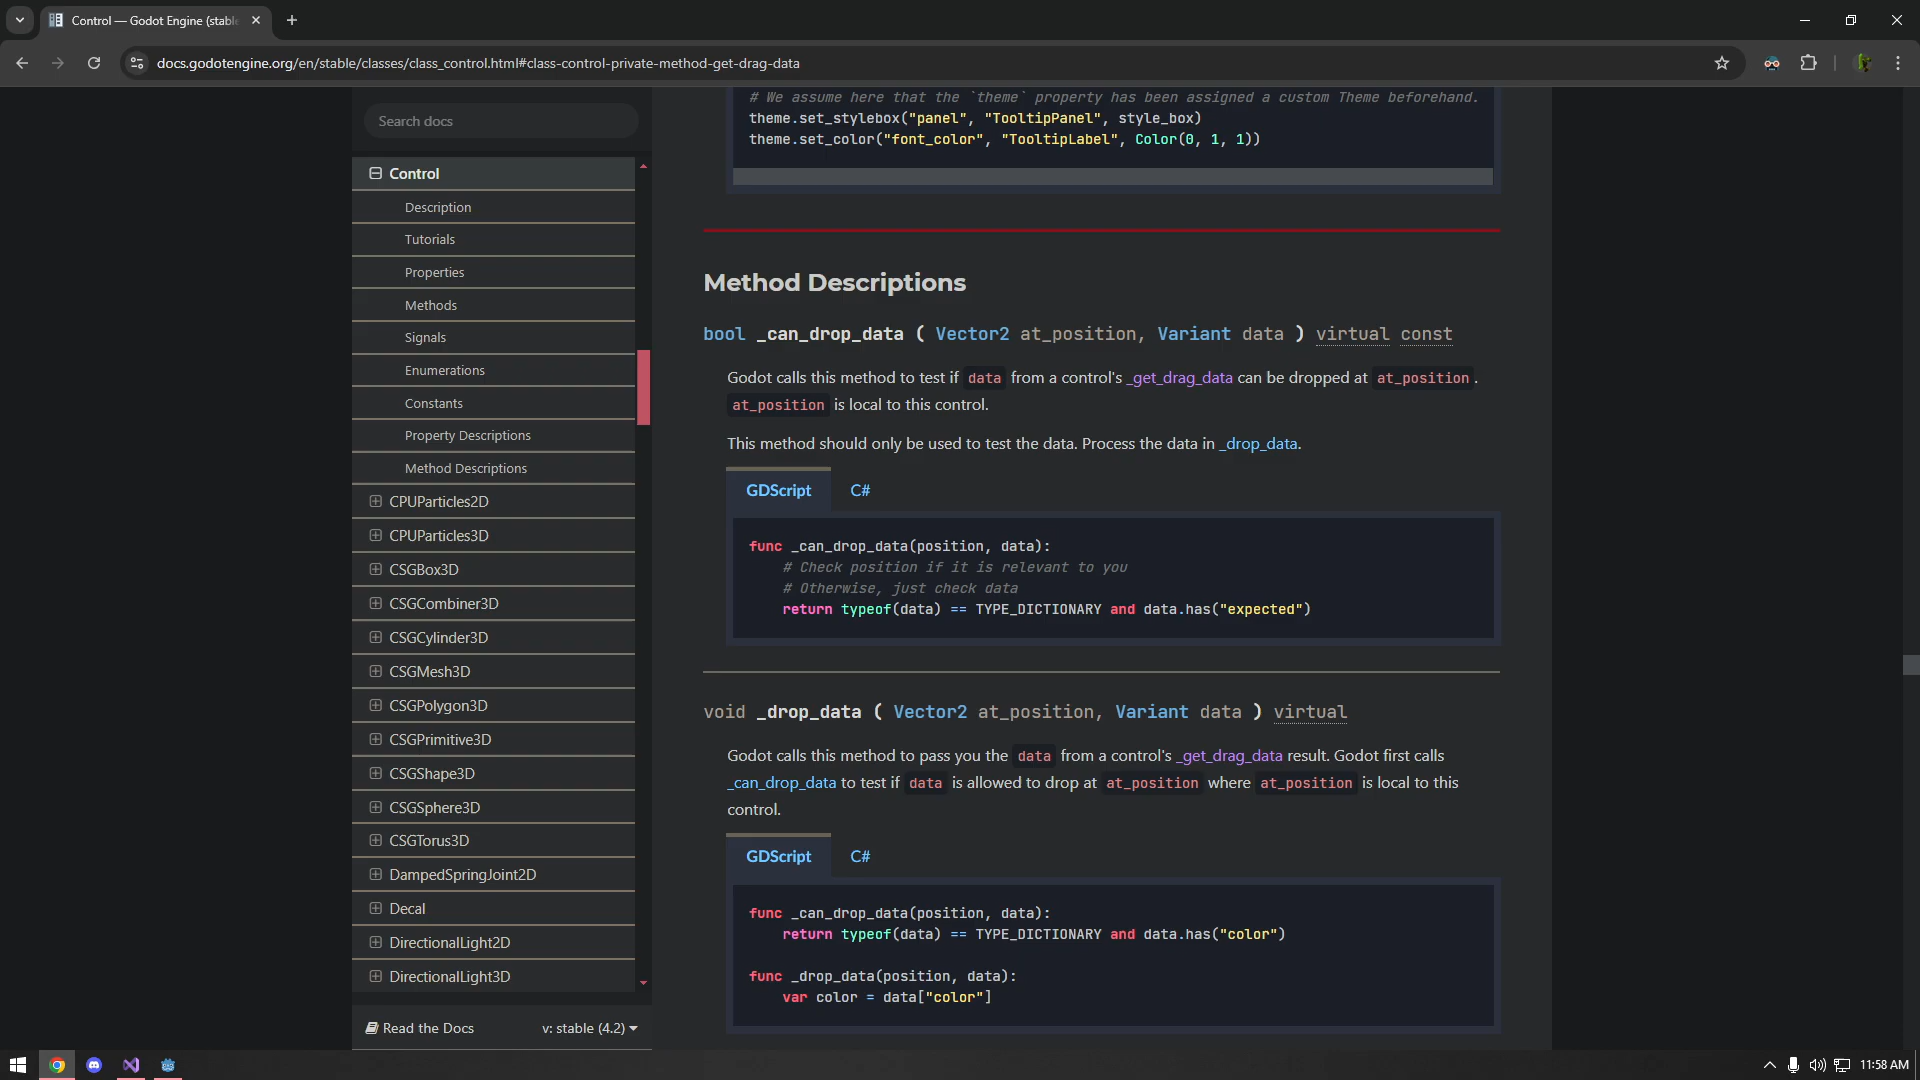 Control — Godot Engine (stable
docs.godotengine.org/en/stable/classes/class_control.html#class-control-private-method-get-drag-data
Search docs
Control
Description
Tutorials
Properties
Methods
Signals
Enumerations
Constants
Property Descriptions
Method Descriptions
CPUParticles2D
CPUParticles3D
CSGBox3D
CSGCombiner3D
CSGCylinder3D
CSGMesh3D
CSGPolygon3D
CSGPrimitive3D
CSGShape3D
CSGSphere3D
CSGTorus3D
DampedSpringJoint2D
Decal
DirectionalLight2D
DirectionalLight3D
Read the Docs
v: stable (4.2)
# We assume here that the `theme` property has been assigned a custom Theme beforehand.
theme.set_stylebox("panel", "TooltipPanel", style_box)
theme.set_color("font_color", "TooltipLabel", Color(0, 1, 1))
Method Descriptions
bool _can_drop_data ( Vector2 at_position, Variant data ) virtual const
Godot calls this method to test if data from a control's _get_drag_data can be dropped at at_position .
at_position is local to this control.
This method should only be used to test the data. Process the data in _drop_data.
GDScript C#
func _can_drop_data(position, data):
# Check position if it is relevant to you
# Otherwise, just check data
return typeof(data) == TYPE_DICTIONARY and data.has("expected")
void _drop_data ( Vector2 at_position, Variant data ) virtual
Godot calls this method to pass you the data from a control's _get_drag_data result. Godot first calls
_can_drop_data to test if data is allowed to drop at at_position where at_position is local to this
control.
GDScript C#
func _can_drop_data(position, data):
return typeof(data) == TYPE_DICTIONARY and data.has("color")
func _drop_data(position, data):
var color = data["color"]
11:58 AM